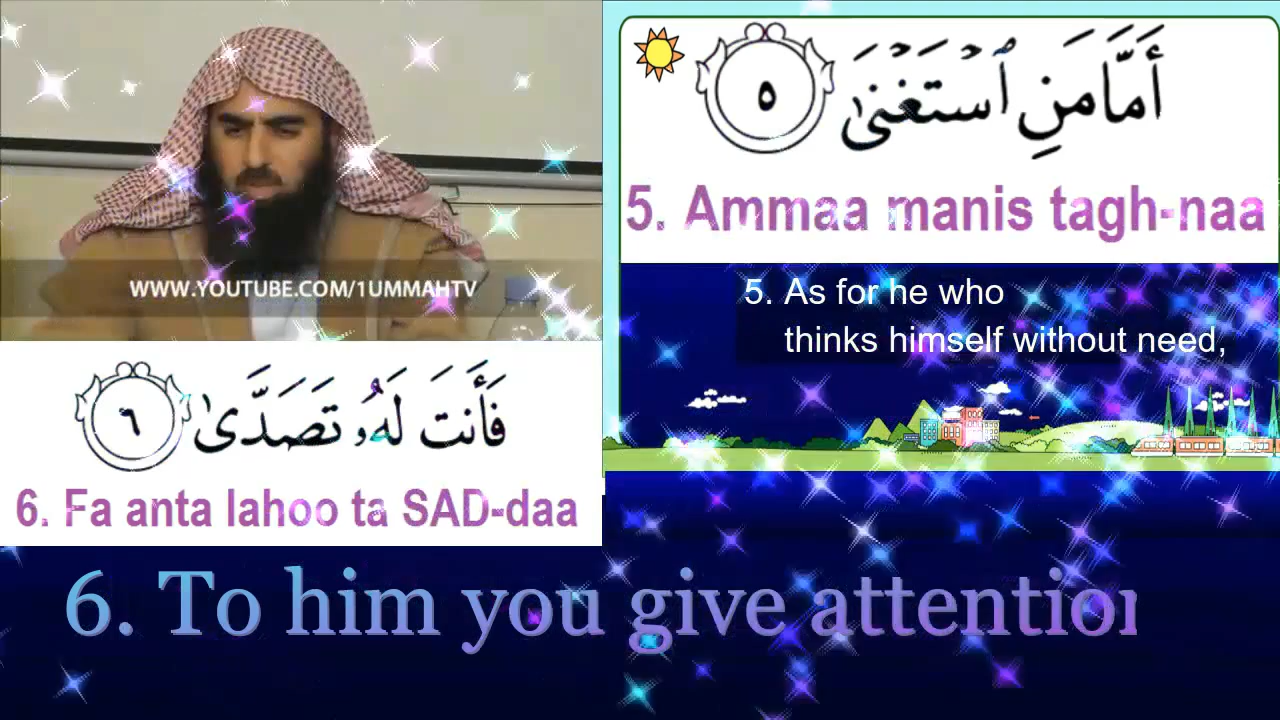 WWW.YOUTUBE.COM/1UMMAHTV
أَمَّا مَنِ ٱسْتَغْنَىٰ ٥
5. Ammaa manis tagh-naa
5. As for he who
thinks himself without need,
فَأَنتَ لَهُۥ تَصَدَّىٰ ٦
6. Fa anta lahoo ta SAD-daa
6. To him you give attention